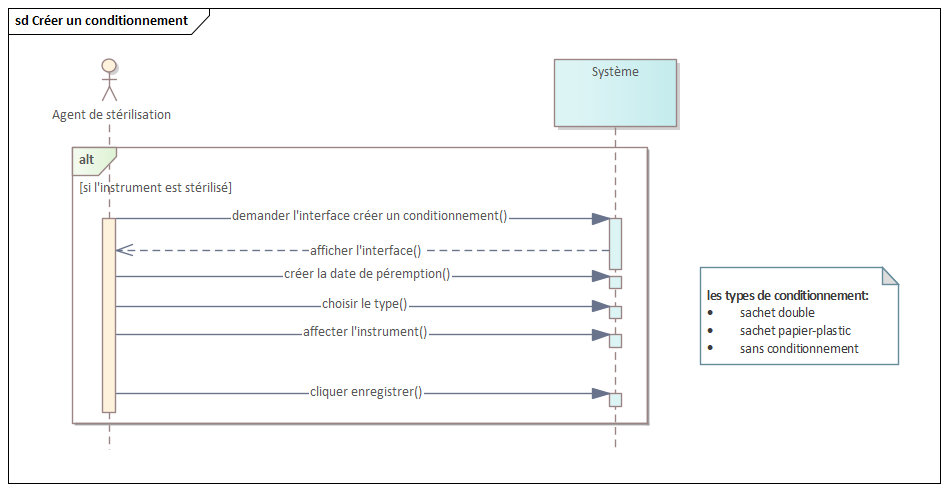 sd Créer un conditionnement
Agent de stérilisation
Système
alt
[si l'instrument est stérilisé]
demander l'interface créer un conditionnement()
afficher l'interface()
créer la date de péremption()
choisir le type()
affecter l'instrument()
cliquer enregistrer()
les types de conditionnement:
• sachet double
• sachet papier-plastic
• sans conditionnement